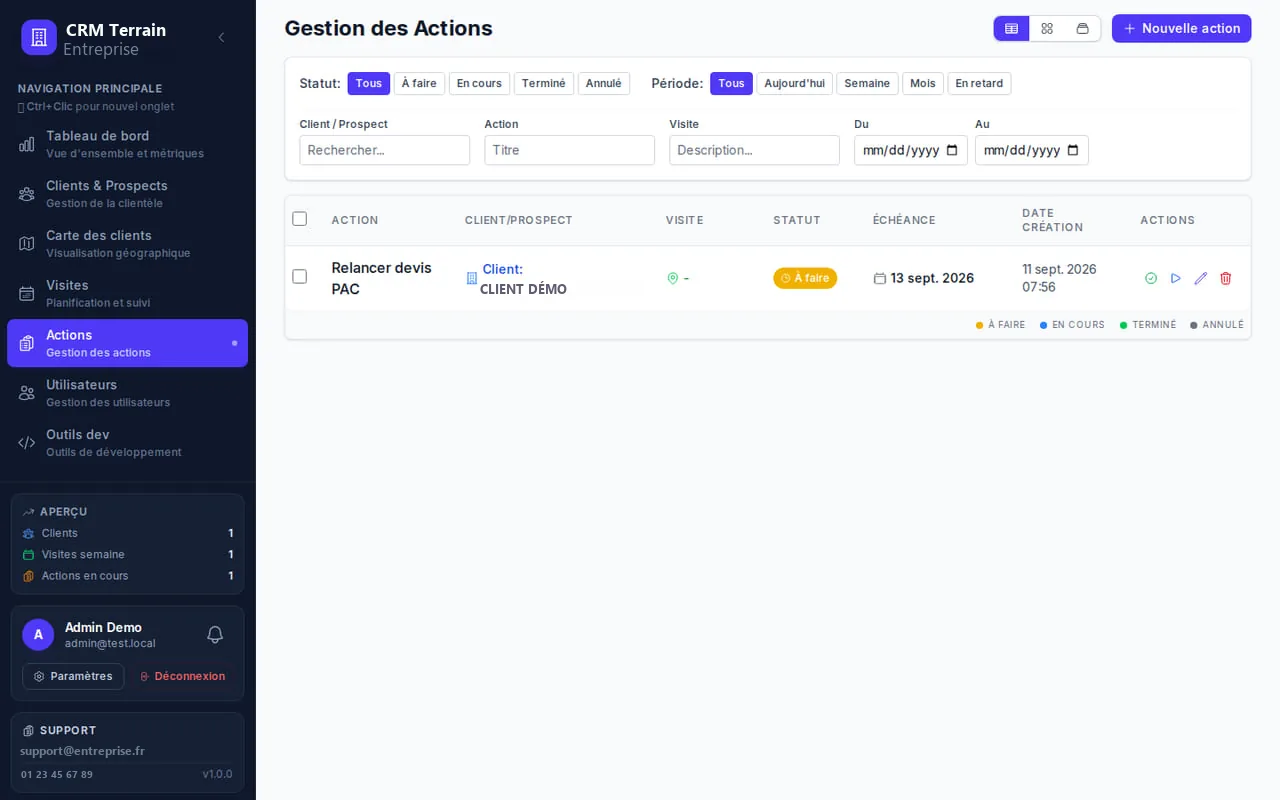 CRM Terrain
Entreprise
NAVIGATION PRINCIPALE
Ctrl+Clic pour nouvel onglet
Tableau de bord
Vue d'ensemble et métriques
Clients & Prospects
Gestion de la clientèle
Carte des clients
Visualisation géographique
Visites
Planification et suivi
Actions
Gestion des actions
Utilisateurs
Gestion des utilisateurs
Outils dev
Outils de développement
APERÇU
Clients 1
Visites semaine 1
Actions en cours 1
A
Admin Demo
admin@test.local
Paramètres Déconnexion
SUPPORT
support@entreprise.fr
01 23 45 67 89 v1.0.0
Gestion des Actions
Nouvelle action
Statut: Tous À faire En cours Terminé Annulé Période: Tous Aujourd'hui Semaine Mois En retard
Client / Prospect Action Visite Du Au
Rechercher... Titre Description... mm/dd/yyyy mm/dd/yyyy
ACTION CLIENT/PROSPECT VISITE STATUT ÉCHÉANCE DATE CRÉATION ACTIONS
Relancer devis PAC
Client:
CLIENT DÉMO
-
À faire
13 sept. 2026
11 sept. 2026
07:56
À FAIRE EN COURS TERMINÉ ANNULÉ